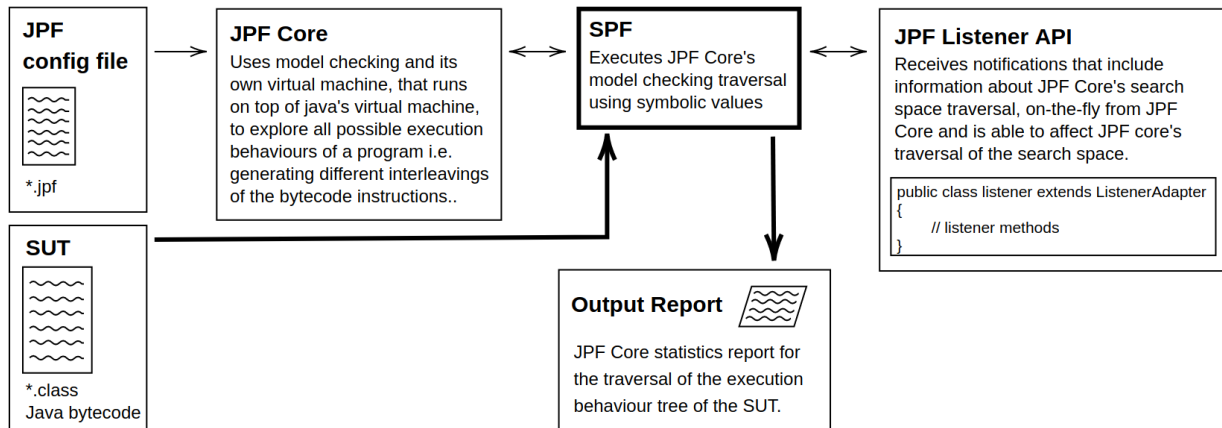 JPF
config file
*.jpf
JPF Core
Uses model checking and its
own virtual machine, that runs
on top of java's virtual machine,
to explore all possible execution
behaviours of a program i.e.
generating different interleavings
of the bytecode instructions..
SPF
Executes JPF Core's
model checking traversal
using symbolic values
JPF Listener API
Receives notifications that include
information about JPF Core's search
space traversal, on-the-fly from JPF
Core and is able to affect JPF core's
traversal of the search space.
public class listener extends ListenerAdapter
{
// listener methods
}
SUT
*.class
Java bytecode
Output Report
JPF Core statistics report for
the traversal of the execution
behaviour tree of the SUT.